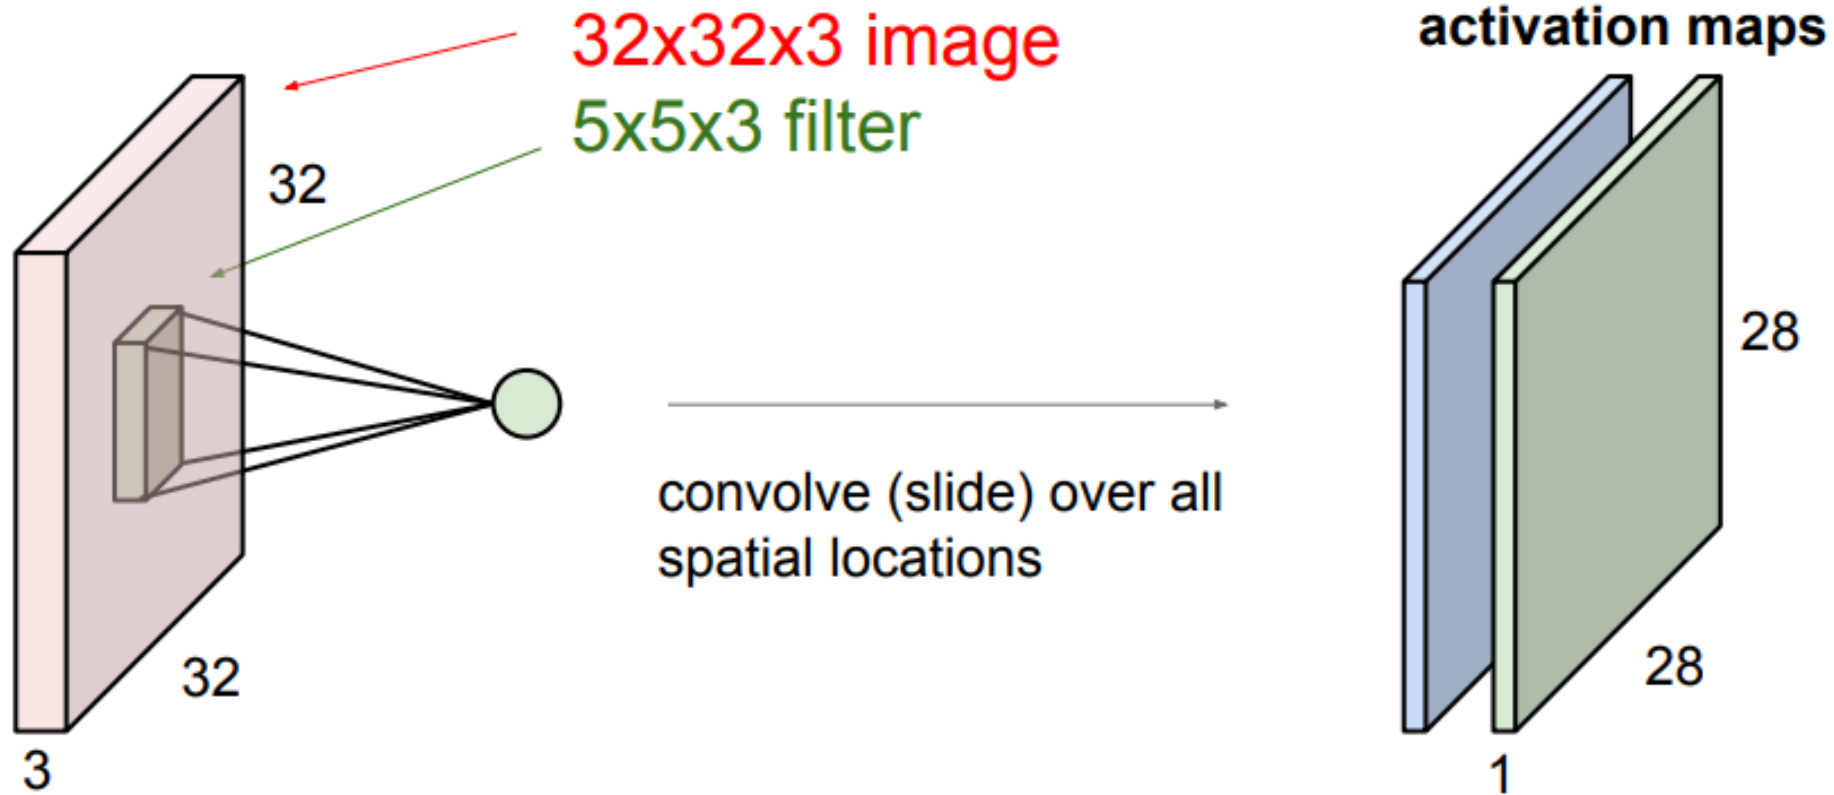 32x32x3 image
5x5x3 filter
activation maps
32
32
3
convolve (slide) over all
spatial locations
28
28
1